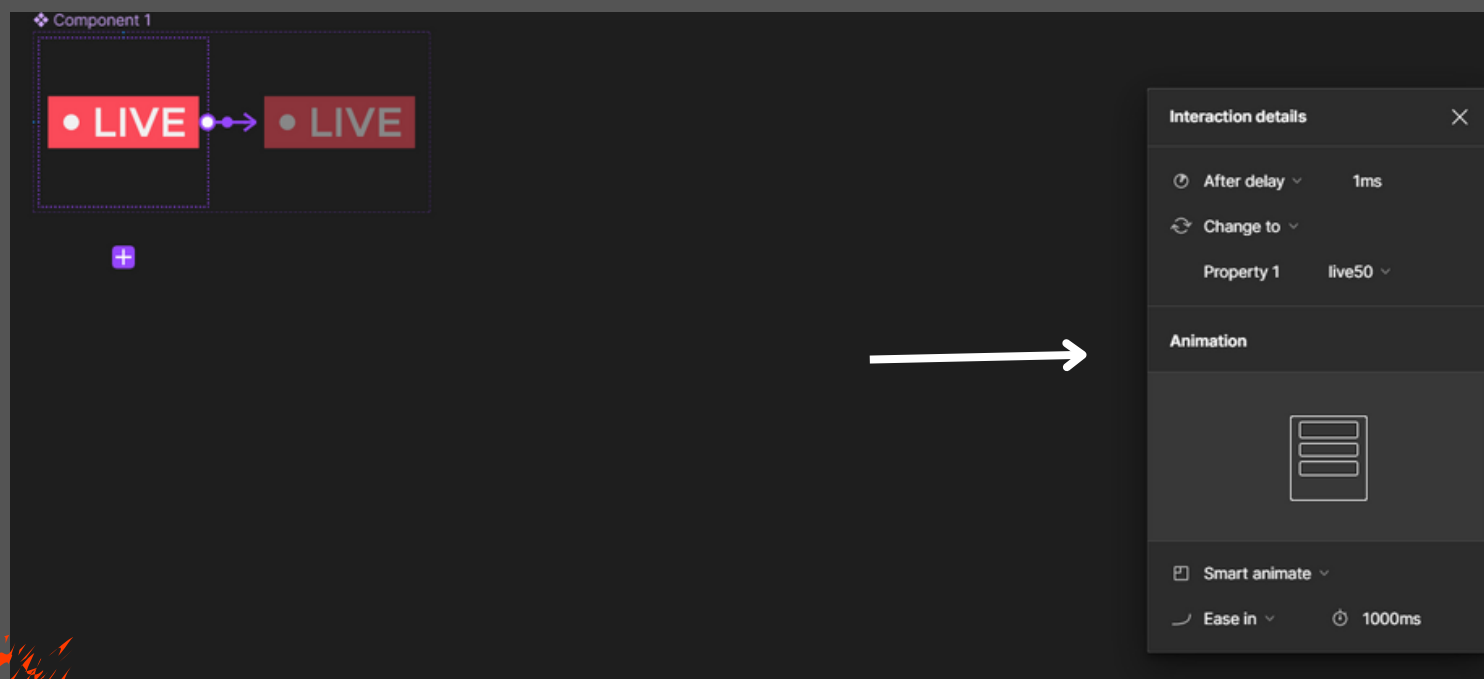 Component 1
● LIVE
● LIVE
Interaction details
After delay 1ms
Change to
Property 1 live50
Animation
Smart animate
Ease in 1000ms